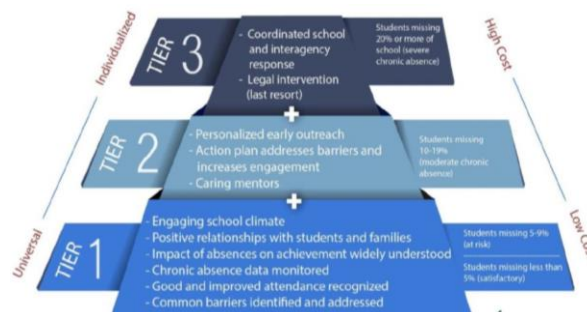 Individualized
High Cost
TIER
3
- Coordinated school
and interagency
response
- Legal intervention
(last resort)
Students missing
20% or more of
school (severe
chronic absence)
+
TIER
2
- Personalized early outreach
- Action plan addresses barriers and
increases engagement
- Caring mentors
Students missing
10-19%
(moderate chronic
absence)
+
Universal
Low Co
TIER
1
- Engaging school climate
- Positive relationships with students and families
- Impact of absences on achievement widely understood
- Chronic absence data monitored
- Good and improved attendance recognized
- Common barriers identified and addressed
Students missing 5-9%
(at risk)
Students missing less than
5% (satisfactory)